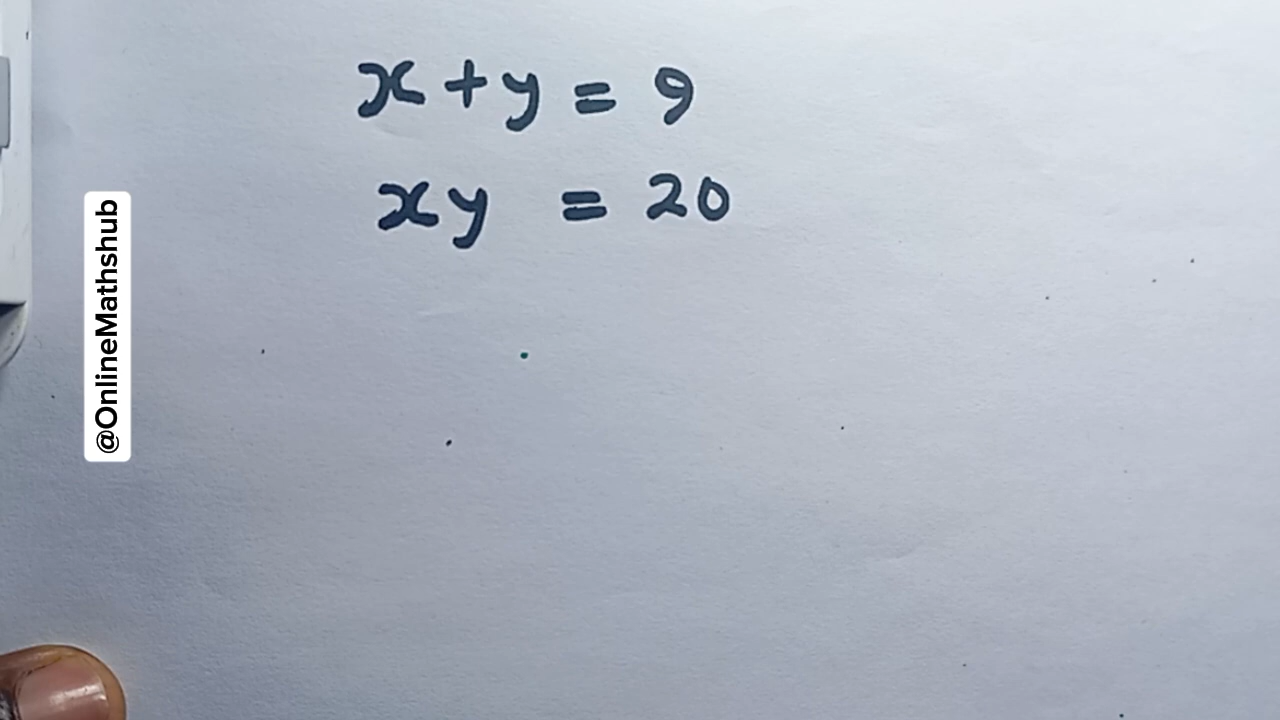 x + y = 9
xy = 20
@OnlineMathshub